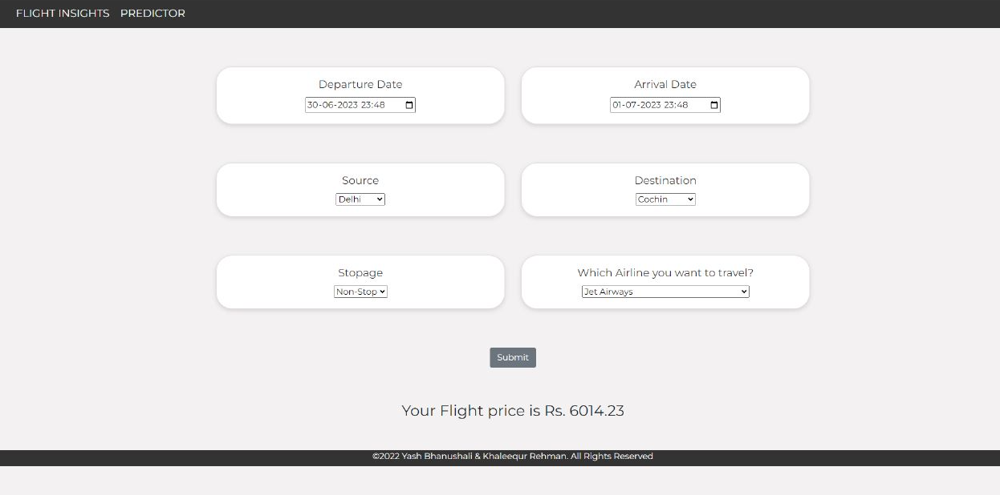 FLIGHT INSIGHTS PREDICTOR
Departure Date
30-06-2023 23:48
Arrival Date
01-07-2023 23:48
Source
Delhi
Destination
Cochin
Stopage
Non-Stop
Which Airline you want to travel?
Jet Airways
Submit
Your Flight price is Rs. 6014.23
©2022 Yash Bhanushali & Khaleequr Rehman. All Rights Reserved